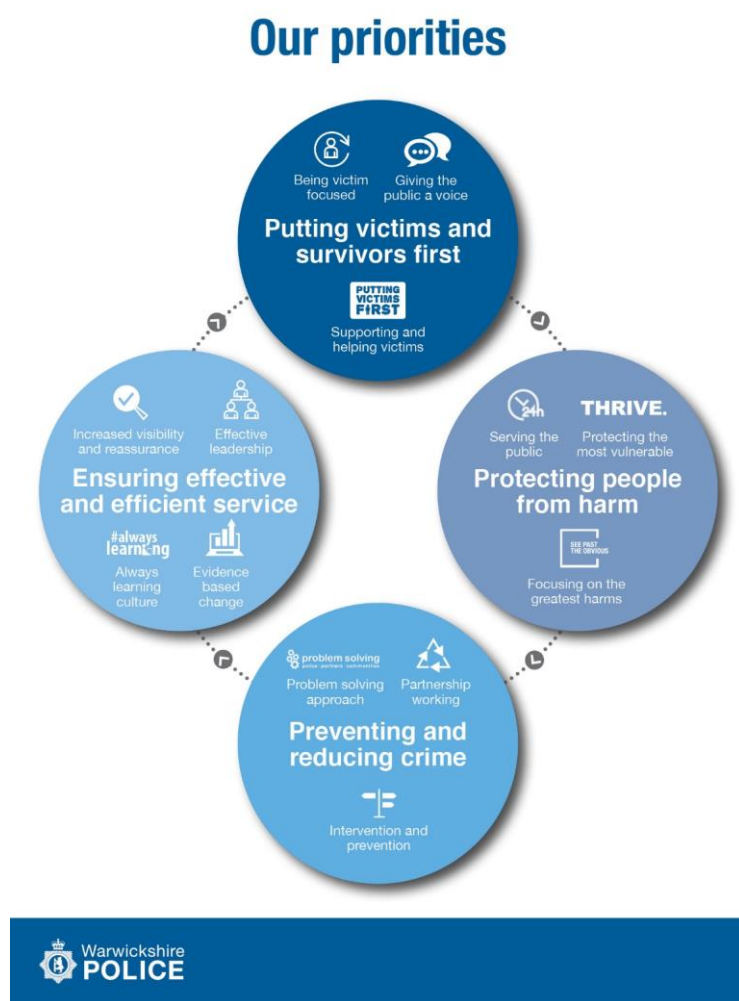 Our priorities
Being victim
focused
Giving the
public a voice
Putting victims and
survivors first
PUTTING
VICTIMS
FIRST
Supporting and
helping victims
24h
THRIVE.
Serving the
public
Protecting the
most vulnerable
Protecting people
from harm
SEE PAST
THE OBVIOUS
Focusing on the
greatest harms
problem solving
police partners communities
Problem solving
approach
Partnership
working
Preventing and
reducing crime
Intervention and
prevention
Increased visibility
and reassurance
Effective
leadership
Ensuring effective
and efficient service
#always
learning
Always
learning
culture
Evidence
based
change
Warwickshire
POLICE